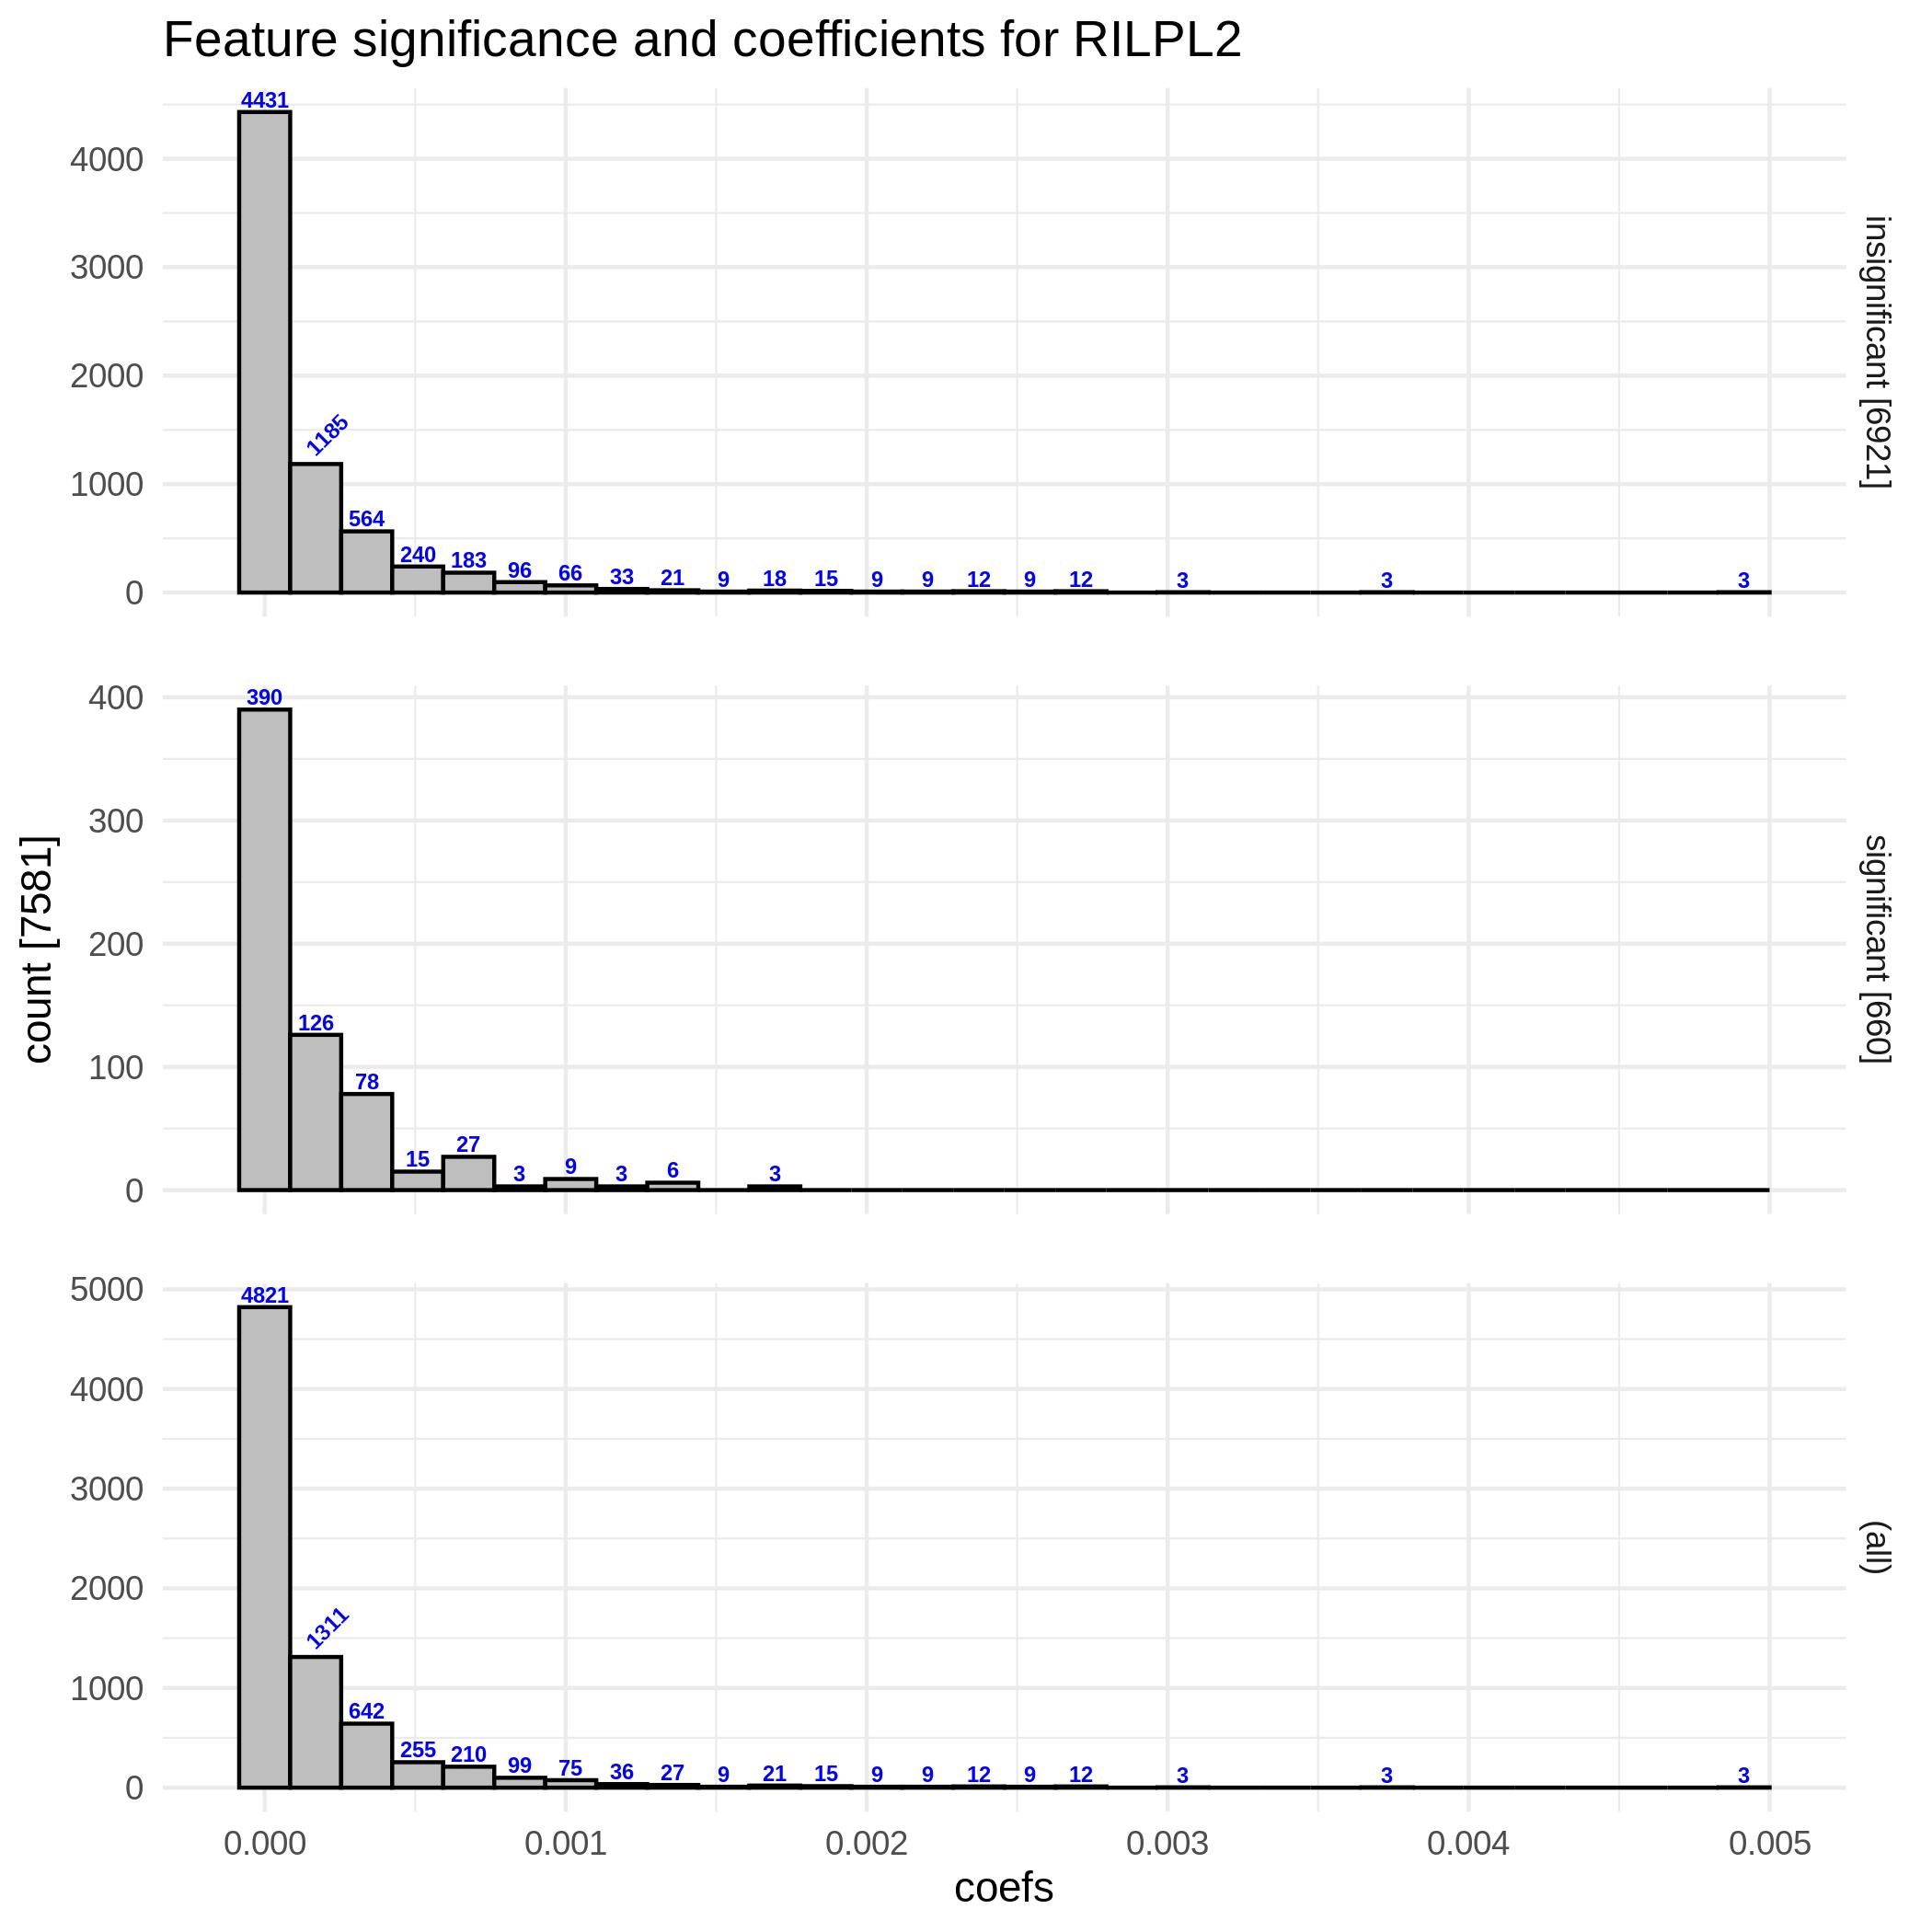 Feature significance and coefficients for RILPL2
4431
4000
3000
2000
1185
1000
564
240 183 96 66 33 21 9 18 15 9 9 12 9 12 3 3 3
0
insignificant [6921]
count [7581]
400
390
300
200
126
100
78
15 27 3 9 3 6 3
0
significant [660]
5000
4821
4000
3000
2000
1311
1000
642
255 210 99 75 36 27 9 21 15 9 9 12 9 12 3 3 3
0
(all)
0.000 0.001 0.002 0.003 0.004 0.005
coefs